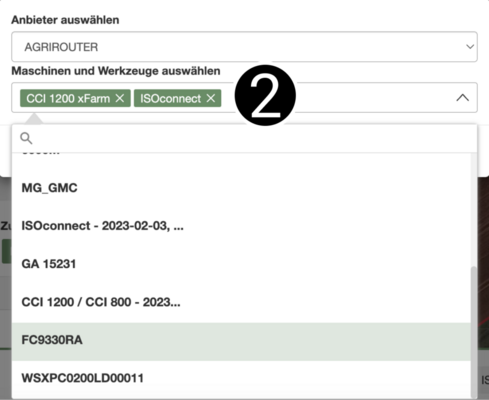 Anbieter auswählen
AGRIROUTER
Maschinen und Werkzeuge auswählen
CCI 1200 xFarm × ISOconnect ×
2
MG_GMC
ISOconnect - 2023-02-03, ...
GA 15231
CCI 1200 / CCI 800 - 2023...
FC9330RA
WSXPC0200LD00011